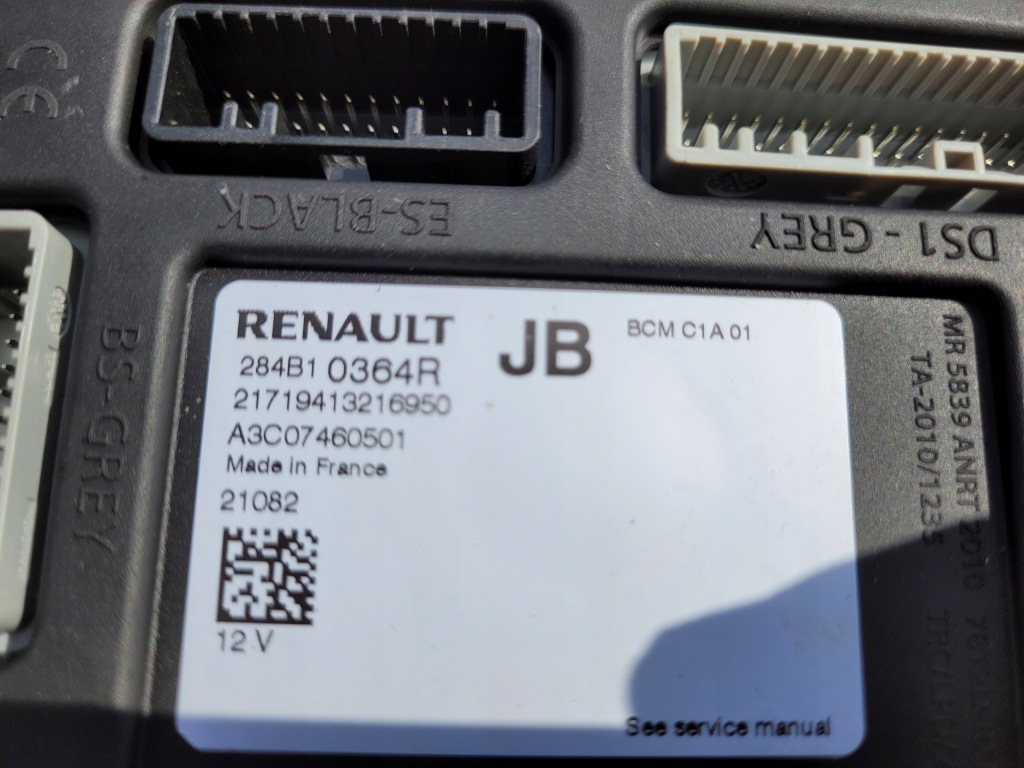 CE
ES-BLACK
DS1 - GREY
BS-GREY
RENAULT
284B1 0364R
21719413216950
A3C07460501
Made in France
21082
12 V
JB
BCM C1A 01
See service manual
MR 5839 ANRT 2010
TA-2010/1235